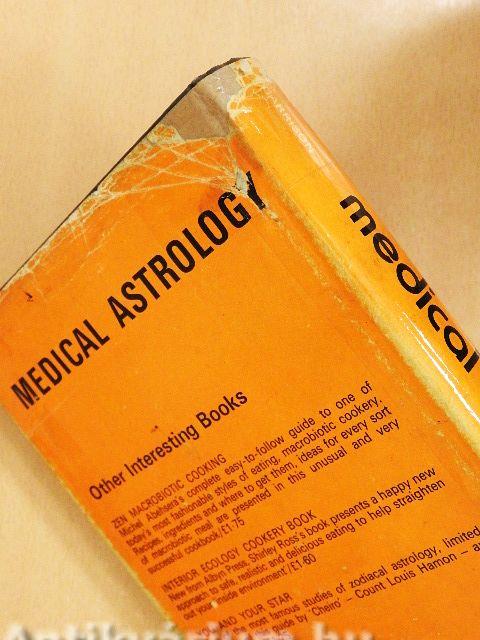 MEDICAL ASTROLOGY
medical
Other Interesting Books
ZEN MACROBIOTIC COOKING
Michel Abehsera's complete easy-to-follow guide to one of
today's most fashionable styles of eating, macrobiotic cookery.
Recipes, ingredients and where to get them, ideas for every sort
of macrobiotic meal are presented in this unusual and very
successful cookbook/£1·75
INTERIOR ECOLOGY COOKERY BOOK
New from Albyn Press, Shirley Ross's book presents a happy new
approach to safe, realistic and delicious eating to help straighten
out your 'inside environment'/£1·60
YOU AND YOUR STAR
the most famous studies of zodiacal astrology, limited
guide by 'Cheiro' – Count Louis Hamon – a